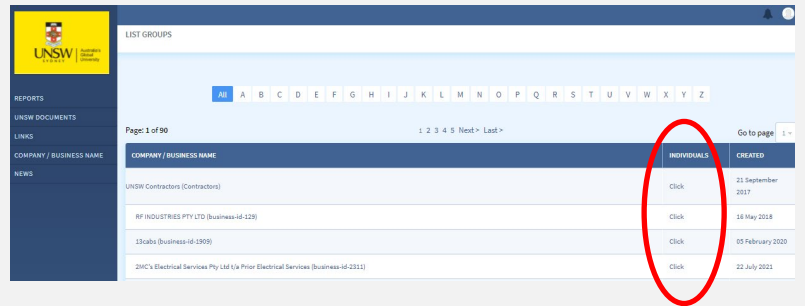 UNSW
SYDNEY
Australia's
Global
University
LIST GROUPS
REPORTS
UNSW DOCUMENTS
LINKS
COMPANY / BUSINESS NAME
NEWS
All A B C D E F G H I J K L M N O P Q R S T U V W X Y Z
Page: 1 of 90 1 2 3 4 5 Next > Last > Go to page 1
COMPANY / BUSINESS NAME INDIVIDUALS CREATED
UNSW Contractors (Contractors) Click 21 September 2017
RF INDUSTRIES PTY LTD (business-id-129) Click 16 May 2018
13cabs (business-id-1909) Click 05 February 2020
2MC's Electrical Services Pty Ltd t/a Prior Electrical Services (business-id-2311) Click 22 July 2021